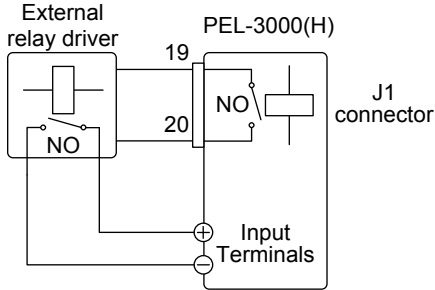 External
relay driver
PEL-3000(H)
19
NO
J1
connector
20
NO
+
Input
Terminals
−